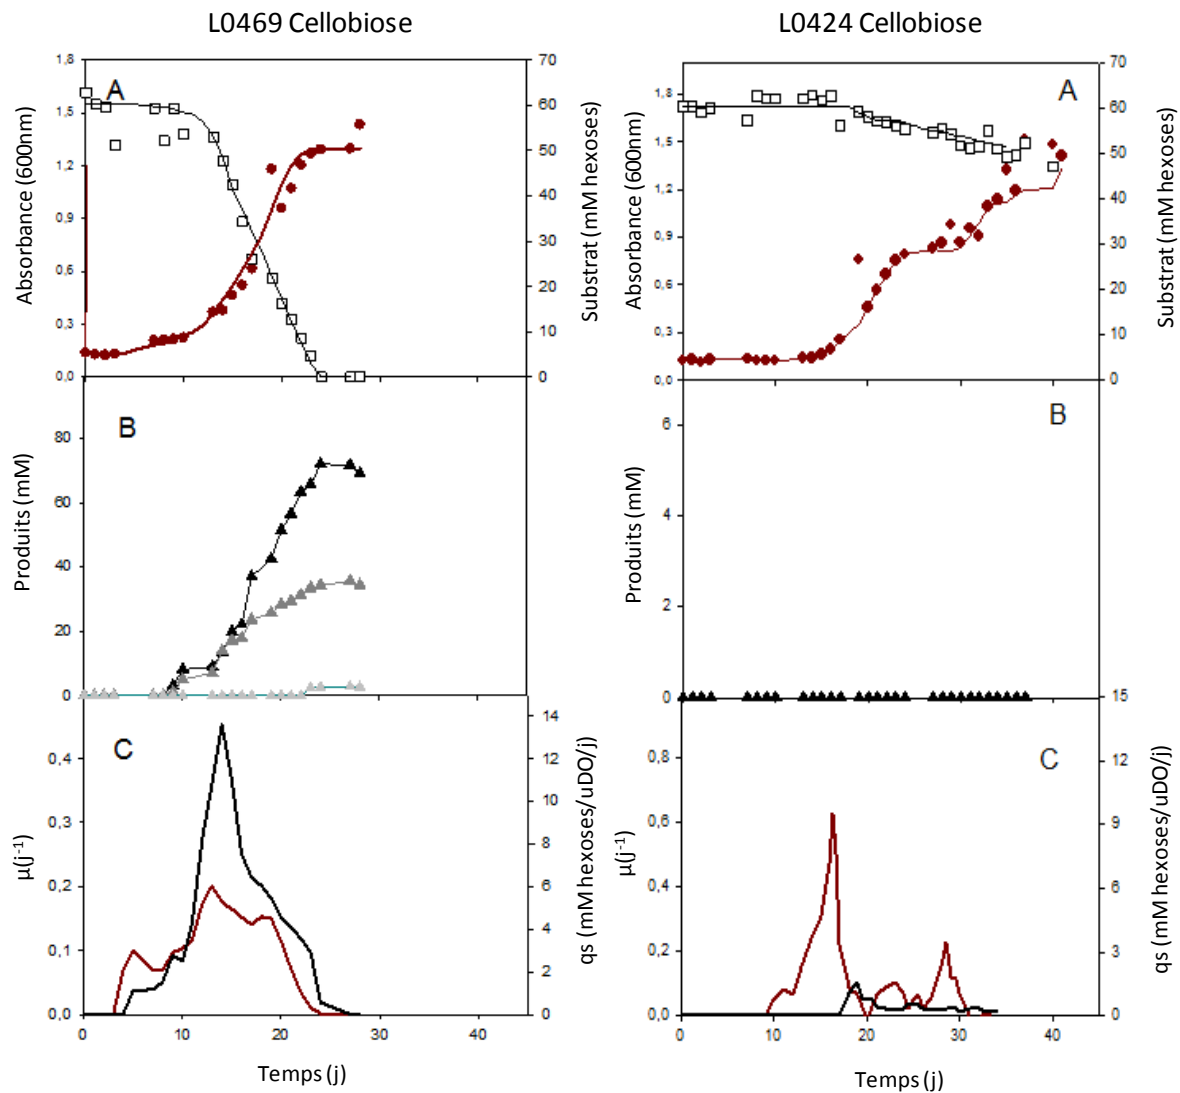 L0469 Cellobiose
L0424 Cellobiose
A
1,8
1,5
1,2
0,9
0,6
0,3
0,0
Absorbance (600nm)
70
60
50
40
30
20
10
0
Substrat (mM hexoses)
A
1,8
1,5
1,2
0,9
0,6
0,3
0,0
Absorbance (600nm)
70
60
50
40
30
20
10
0
Substrat (mM hexoses)
B
80
60
40
20
0
Produits (mM)
B
6
4
2
0
Produits (mM)
C
0,4
0,3
0,2
0,1
0,0
μ(j-1)
14
12
10
8
6
4
2
0
qs (mM hexoses/uDO/j)
0 10 20 30 40
Temps (j)
C
0,8
0,6
0,4
0,2
0,0
μ(j-1)
15
12
9
6
3
0
qs (mM hexoses/uDO/j)
0 10 20 30 40
Temps (j)